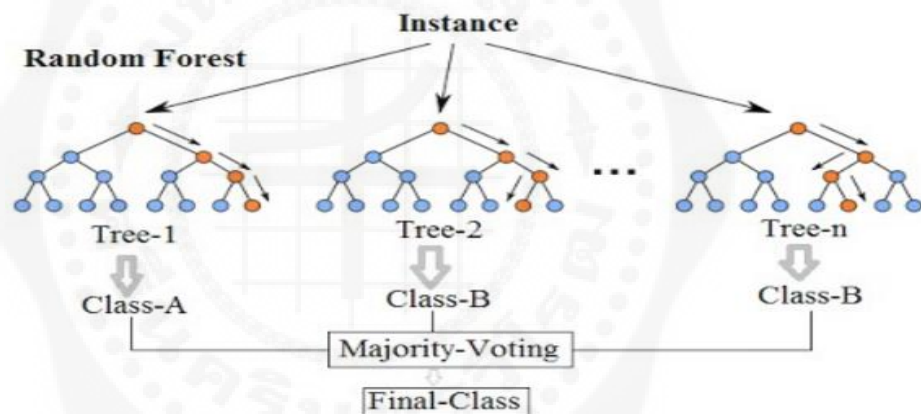 Instance
Random Forest
...
Tree-1 Tree-2 Tree-n
Class-A Class-B Class-B
Majority-Voting
Final-Class